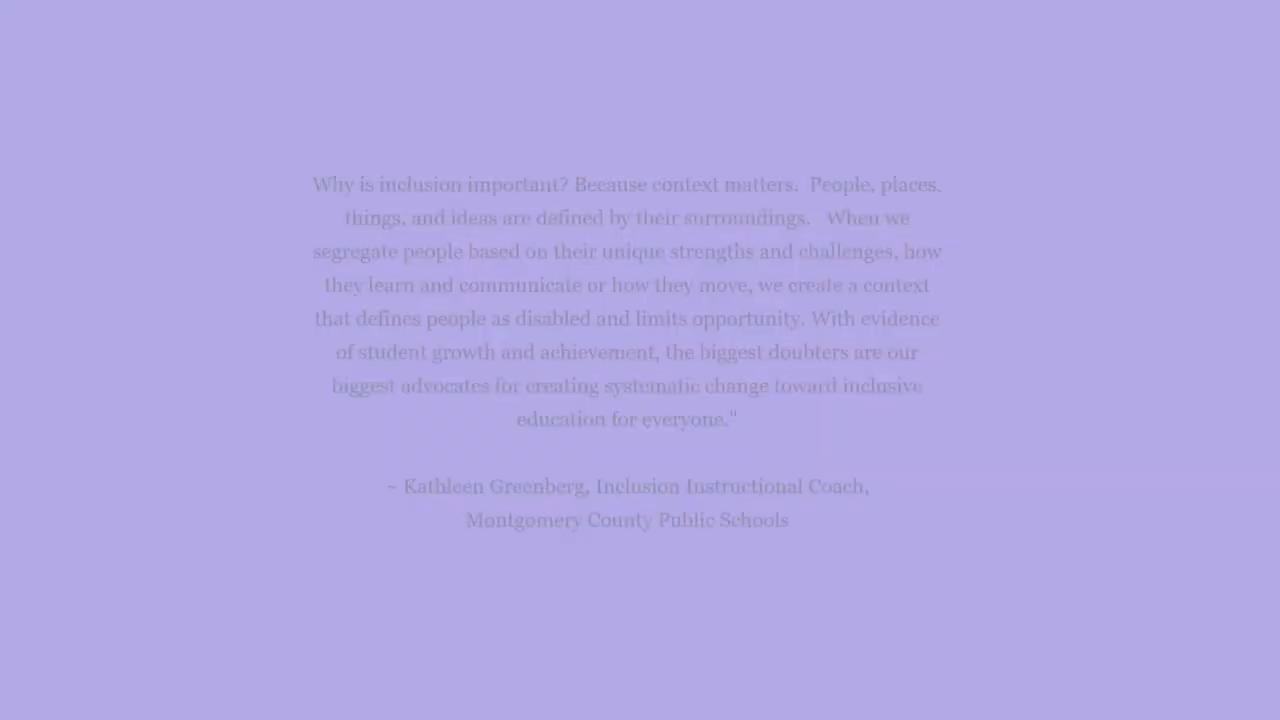 Why is inclusion important? Because context matters.  People, places,
things, and ideas are defined by their surroundings.   When we
segregate people based on their unique strengths and challenges, how
they learn and communicate or how they move, we create a context
that defines people as disabled and limits opportunity. With evidence
of student growth and achievement, the biggest doubters are our
biggest advocates for creating systematic change toward inclusive
education for everyone."
~ Kathleen Greenberg, Inclusion Instructional Coach,
Montgomery County Public Schools